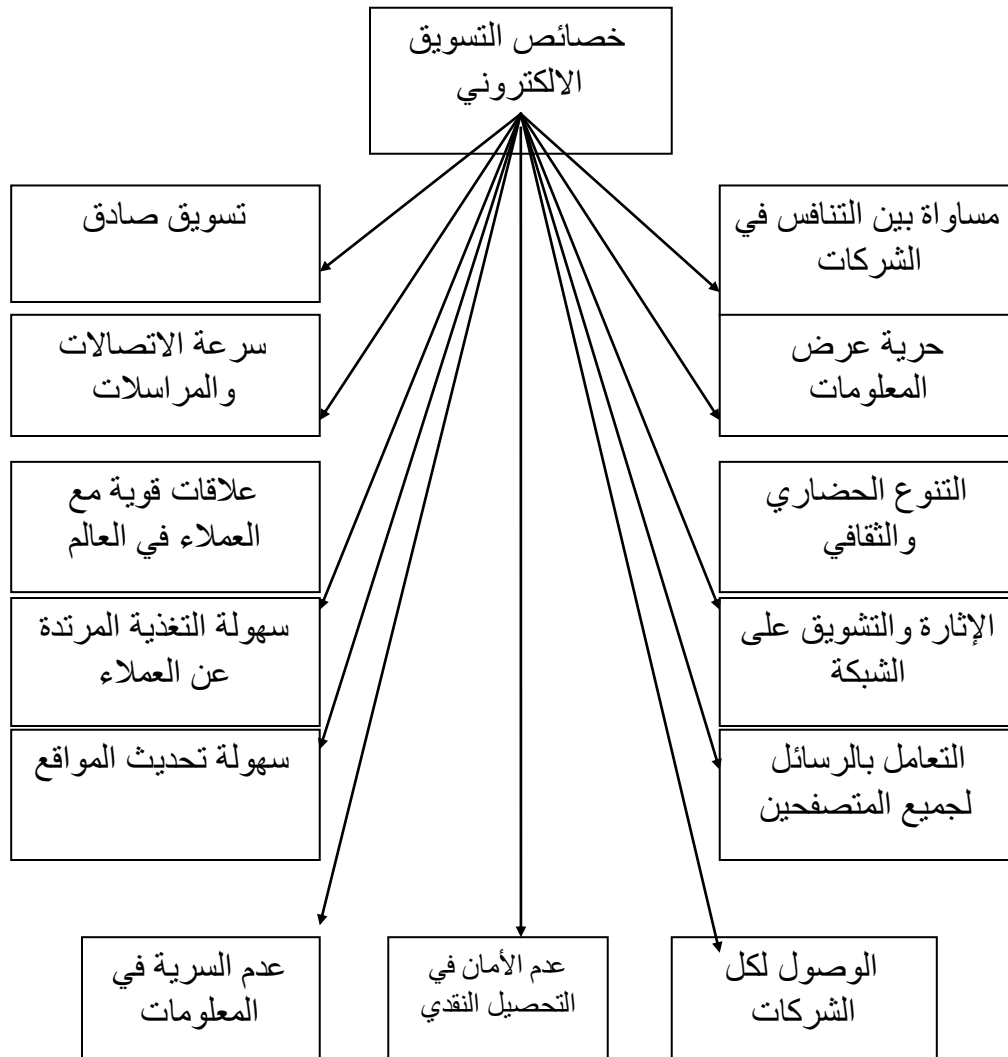 خصائص التسويق
الالكتروني
مساواة بين التنافس في
الشركات
تسويق صادق
حرية عرض
المعلومات
سرعة الاتصالات
والمراسلات
التنوع الحضاري
والثقافي
علاقات قوية مع
العملاء في العالم
الإثارة والتشويق على
الشبكة
سهولة التغذية المرتدة
عن العملاء
التعامل بالرسائل
لجميع المتصفحين
سهولة تحديث المواقع
الوصول لكل
الشركات
عدم الأمان في
التحصيل النقدي
عدم السرية في
المعلومات